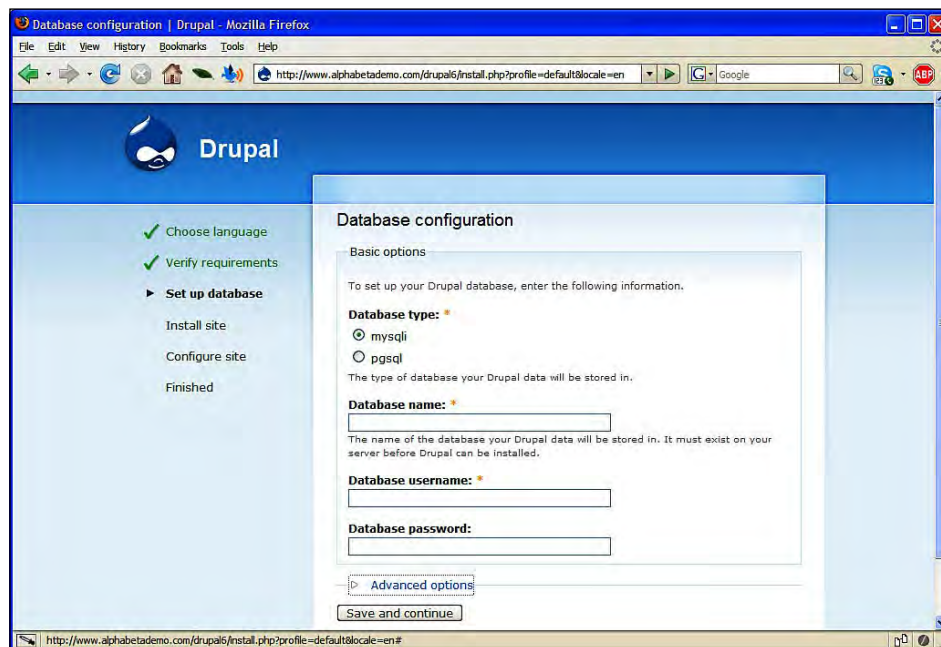 Database configuration | Drupal - Mozilla Firefox
File Edit View History Bookmarks Tools Help
http://www.alphabetademo.com/drupal6/install.php?profile=default&locale=en
G Google
ABP
Drupal
Choose language
Verify requirements
Set up database
Install site
Configure site
Finished
Database configuration
Basic options
To set up your Drupal database, enter the following information.
Database type: *
mysqli
pgsql
The type of database your Drupal data will be stored in.
Database name: *
The name of the database your Drupal data will be stored in. It must exist on your
server before Drupal can be installed.
Database username: *
Database password:
Advanced options
Save and continue
http://www.alphabetademo.com/drupal6/install.php?profile=default&locale=en#